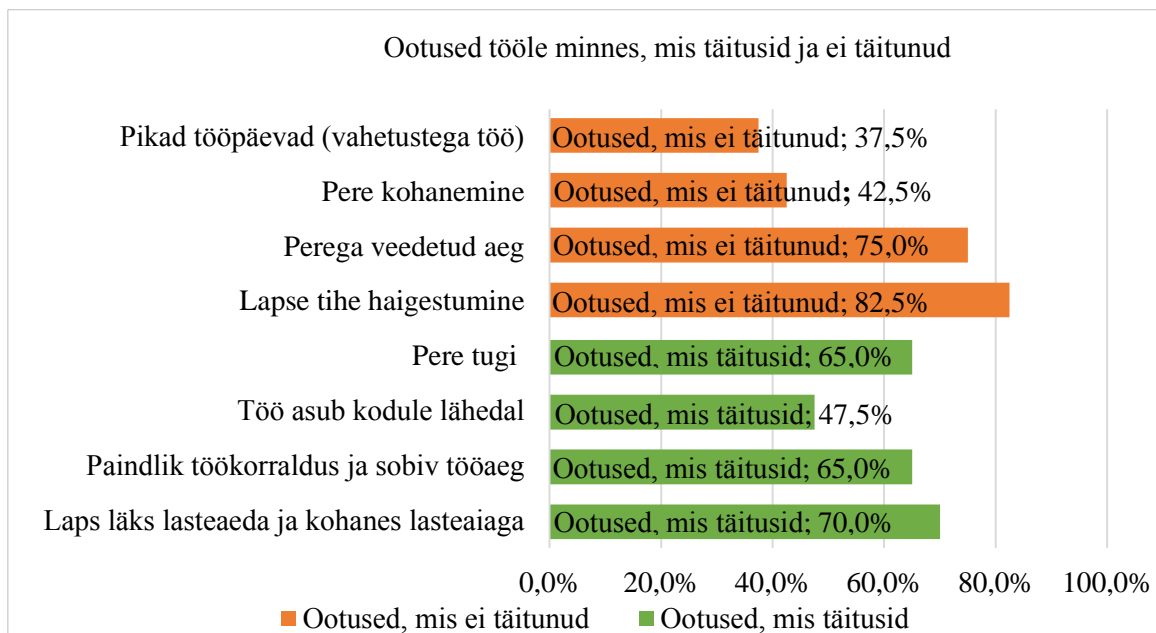 Ootused tööle minnes, mis täitusid ja ei täitunud
Pikad tööpäevad (vahetustega töö)
Ootused, mis ei täitunud; 37,5%
Pere kohanemine
Ootused, mis ei täitunud; 42,5%
Perega veedetud aeg
Ootused, mis ei täitunud; 75,0%
Lapse tihe haigestumine
Ootused, mis ei täitunud; 82,5%
Pere tugi
Ootused, mis täitusid; 65,0%
Töö asub kodule lähedal
Ootused, mis täitusid; 47,5%
Paindlik töökorraldus ja sobiv tööaeg
Ootused, mis täitusid; 65,0%
Laps läks lasteaeda ja kohanes lasteaiaga
Ootused, mis täitusid; 70,0%
0,0% 20,0% 40,0% 60,0% 80,0% 100,0%
Ootused, mis ei täitunud Ootused, mis täitusid